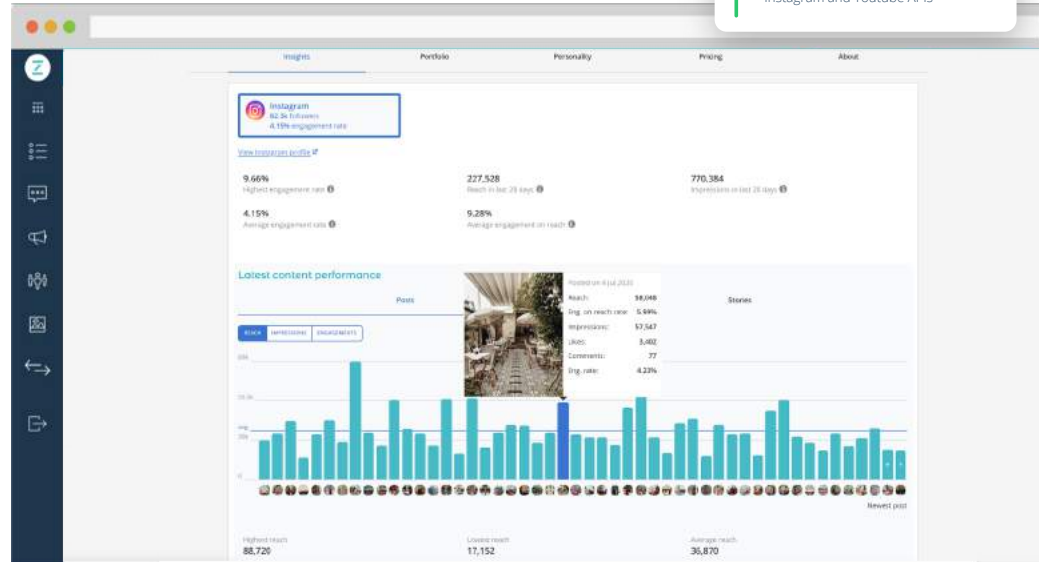 Instagram and Youtube APIs
Insights
Portfolio
Personality
Pricing
About
Instagram
82.3k followers
4.15% engagement rate
View Instagram profile
9.66%
Highest engagement rate
227,528
Reach in last 28 days
770,384
Impressions in last 28 days
4.15%
Average engagement rate
9.28%
Average engagement on reach
Latest content performance
Posts
Stories
Posted on 4 Jul 2020
Reach: 58,048
Eng. on reach rate: 5.99%
Impressions: 57,547
Likes: 3,402
Comments: 77
Eng. rate: 4.23%
REACH
IMPRESSIONS
ENGAGEMENTS
0
Newest post
Highest reach
88,720
Lowest reach
17,152
Average reach
36,870